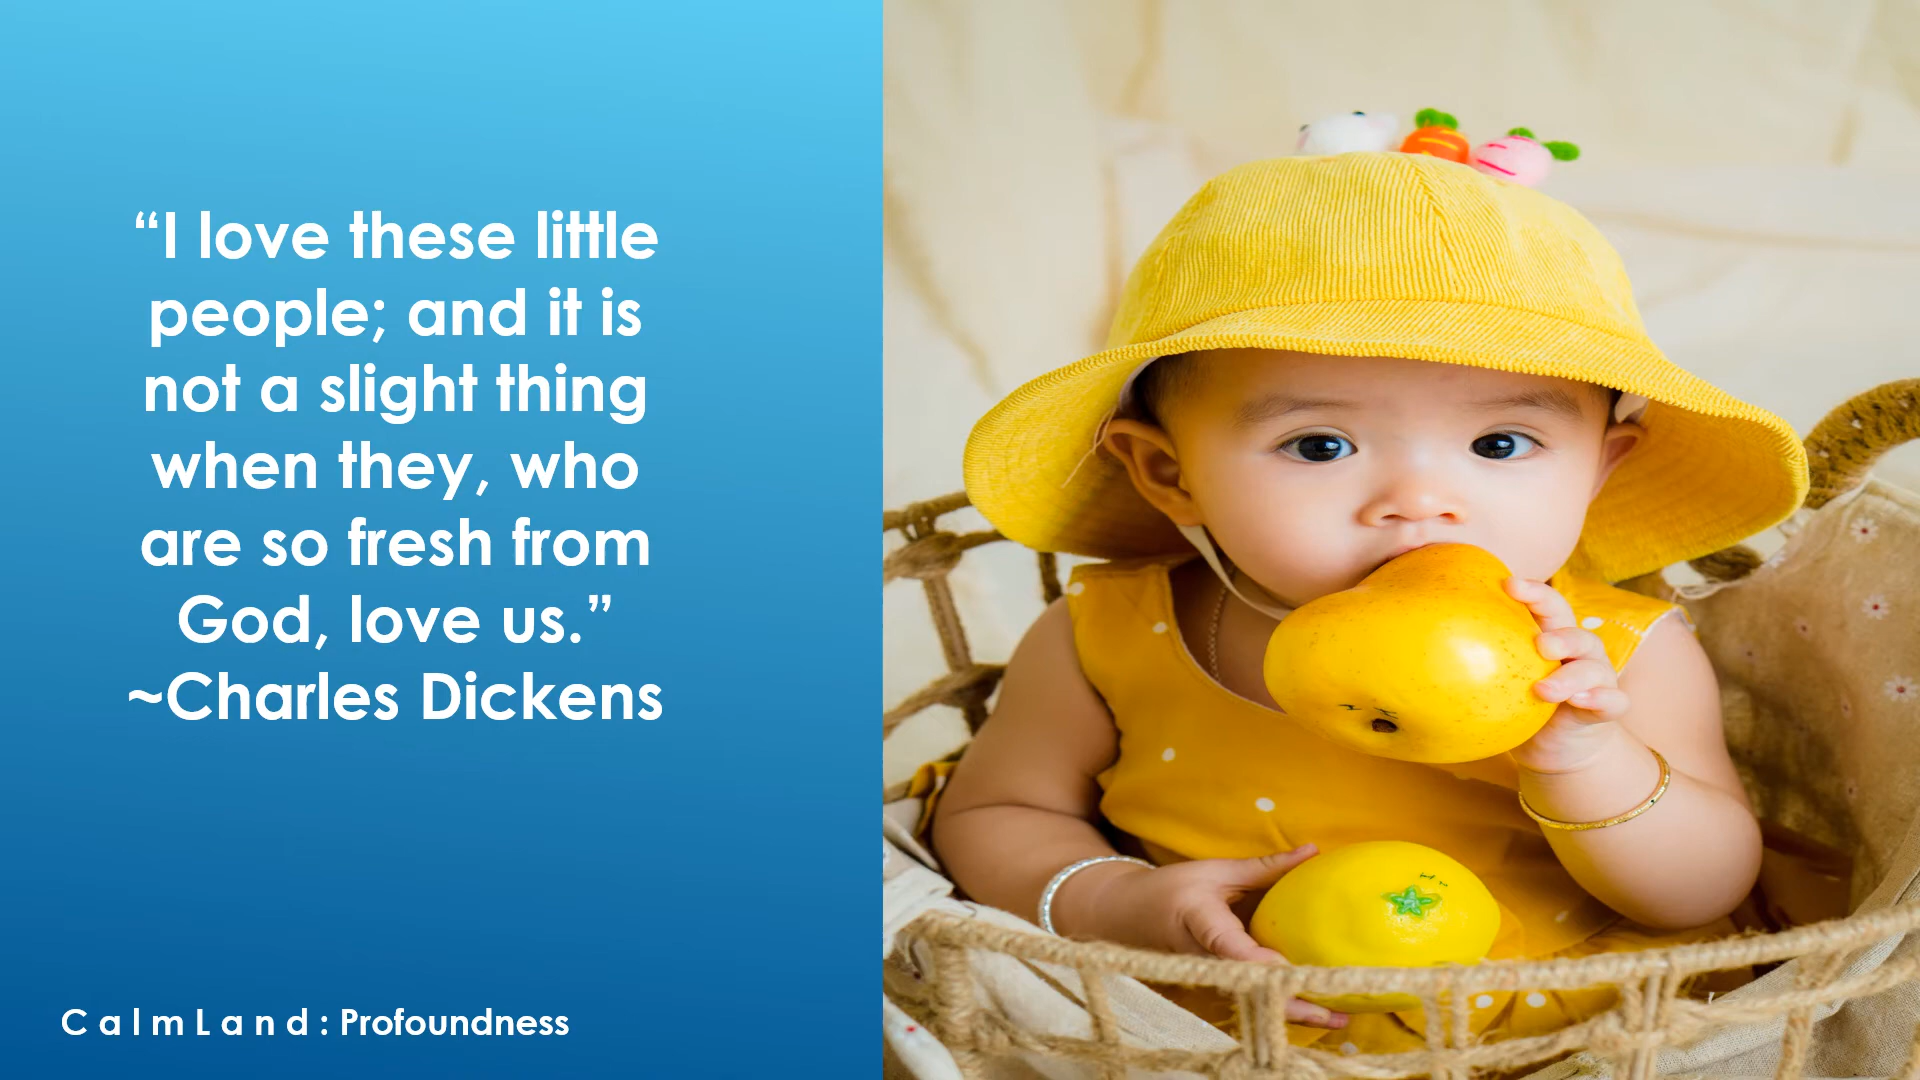 “I love these little
people; and it is
not a slight thing
when they, who
are so fresh from
God, love us.”
~Charles Dickens
C a l m L a n d : Profoundness